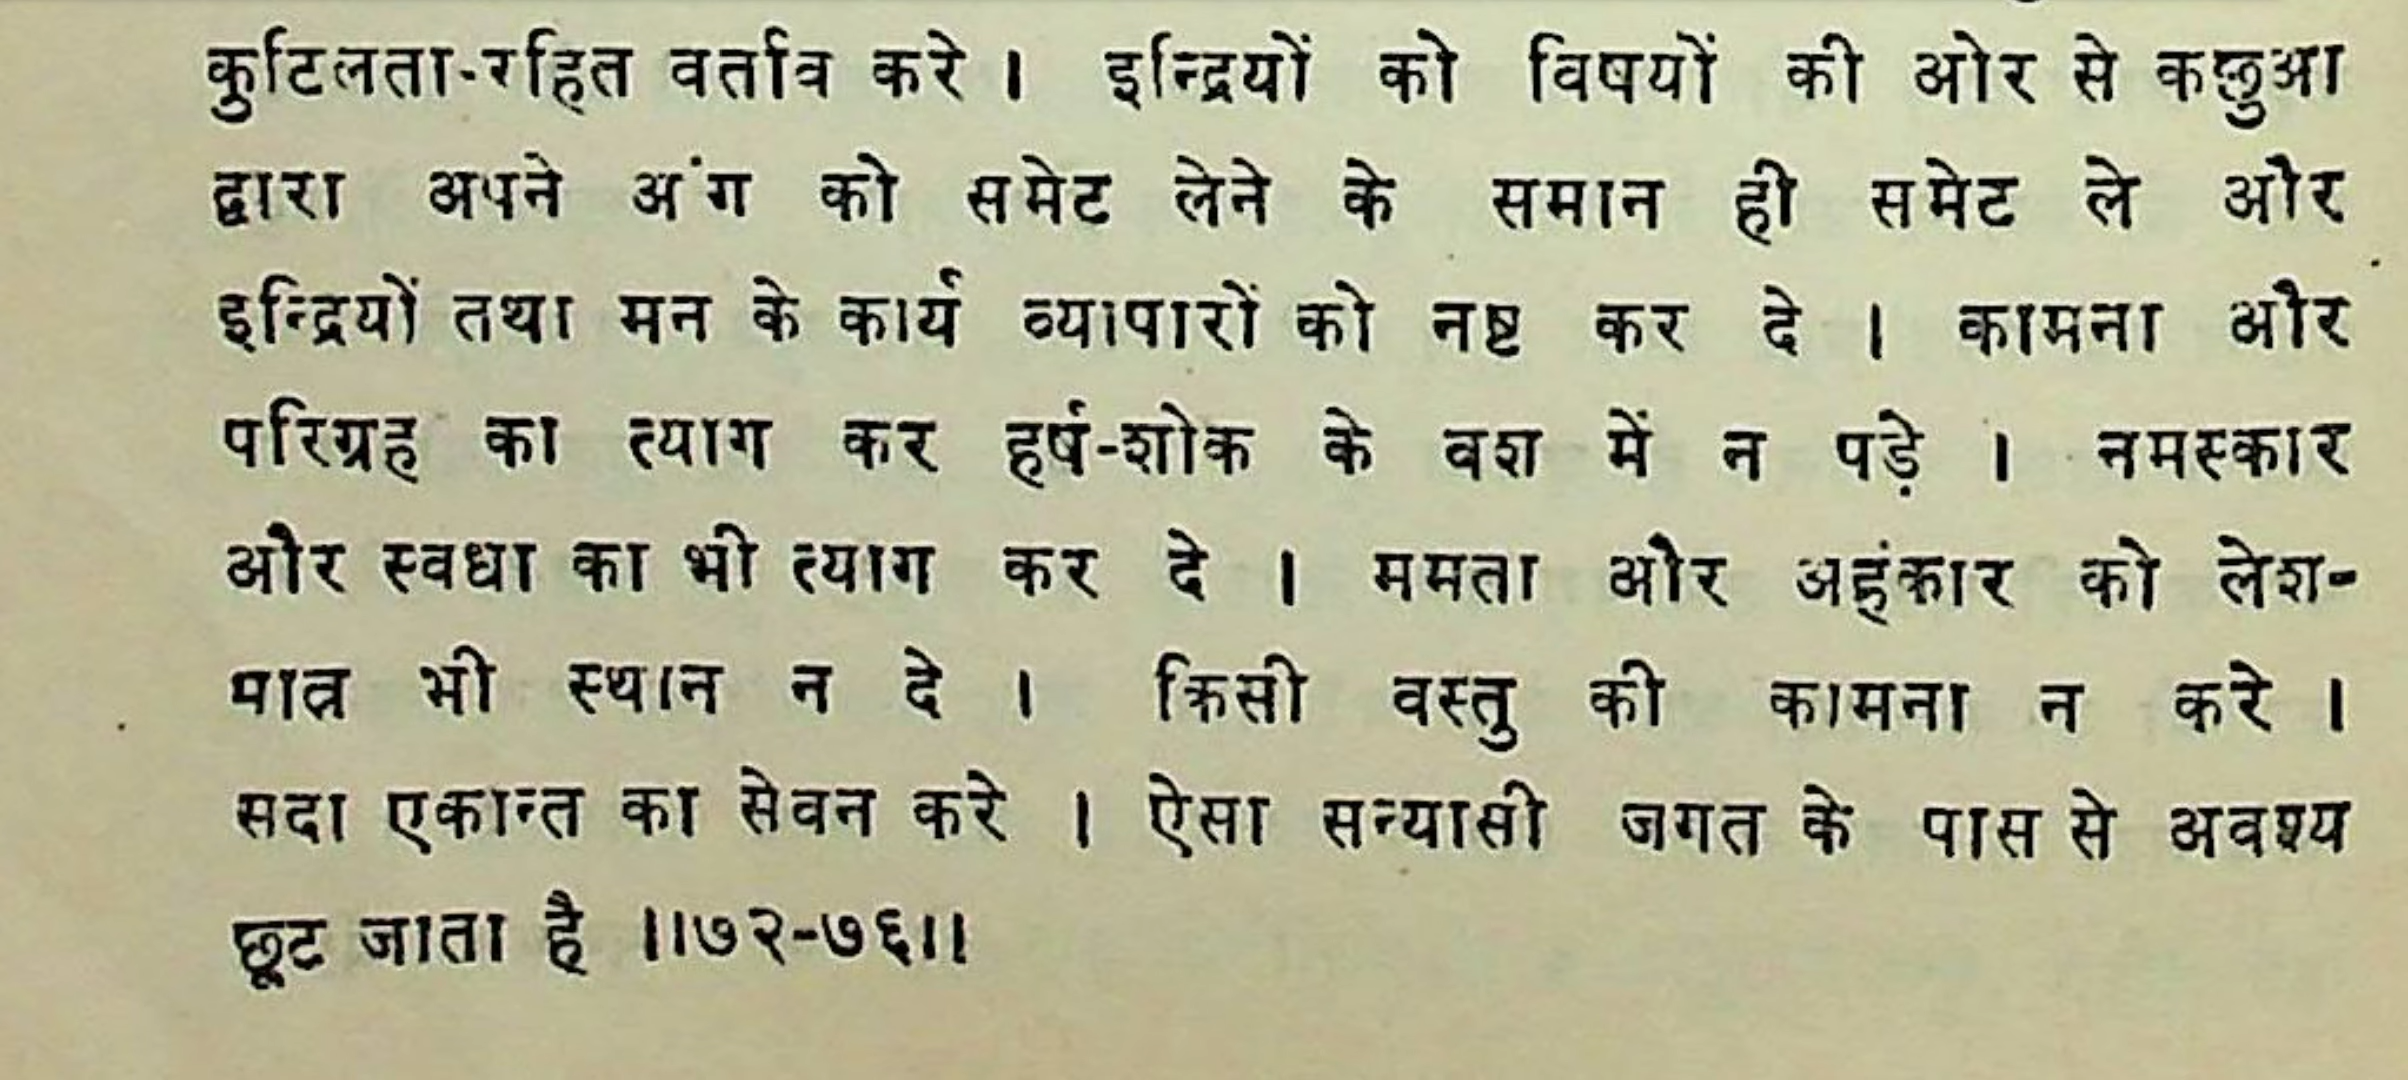 कुटिलता-रहित वर्ताव करे । इन्द्रियों को विषयों की ओर से कछुआ
द्वारा अपने अंग को समेट लेने के समान ही समेट ले और
इन्द्रियों तथा मन के कार्य व्यापारों को नष्ट कर दे । कामना और
परिग्रह का त्याग कर हर्ष-शोक के वश में न पड़े । नमस्कार
और स्वधा का भी त्याग कर दे । ममता और अहंकार को लेश-
मात्र भी स्थान न दे । किसी वस्तु की कामना न करे ।
सदा एकान्त का सेवन करे । ऐसा सन्यासी जगत के पास से अवश्य
छूट जाता है ॥७२-७६॥